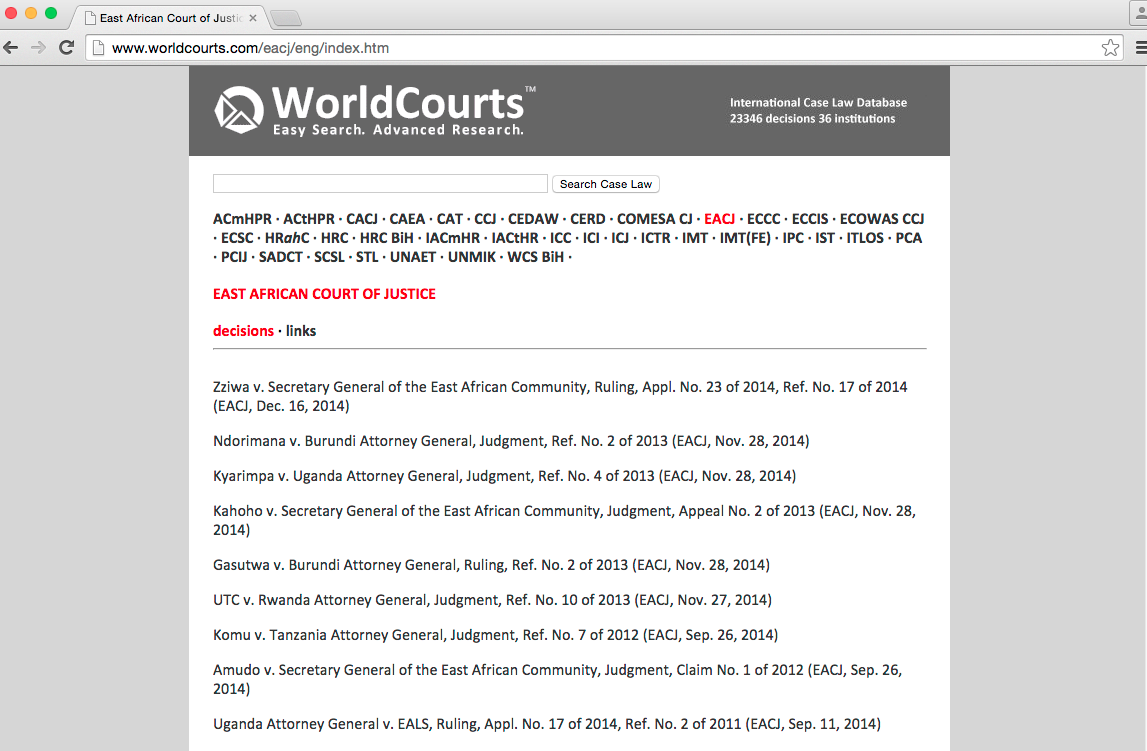 East African Court of Justic
www.worldcourts.com/eacj/eng/index.htm
WorldCourts™
Easy Search. Advanced Research.
International Case Law Database
23346 decisions 36 institutions
Search Case Law
ACmHPR · ACtHPR · CACJ · CAEA · CAT · CCJ · CEDAW · CERD · COMESA CJ · EACJ · ECCC · ECCIS · ECOWAS CCJ
· ECSC · HRahC · HRC · HRC BiH · IACmHR · IACtHR · ICC · ICI · ICJ · ICTR · IMT · IMT(FE) · IPC · IST · ITLOS · PCA
· PCIJ · SADCT · SCSL · STL · UNAET · UNMIK · WCS BiH ·
EAST AFRICAN COURT OF JUSTICE
decisions · links
Zziwa v. Secretary General of the East African Community, Ruling, Appl. No. 23 of 2014, Ref. No. 17 of 2014
(EACJ, Dec. 16, 2014)
Ndorimana v. Burundi Attorney General, Judgment, Ref. No. 2 of 2013 (EACJ, Nov. 28, 2014)
Kyarimpa v. Uganda Attorney General, Judgment, Ref. No. 4 of 2013 (EACJ, Nov. 28, 2014)
Kahoho v. Secretary General of the East African Community, Judgment, Appeal No. 2 of 2013 (EACJ, Nov. 28,
2014)
Gasutwa v. Burundi Attorney General, Ruling, Ref. No. 2 of 2013 (EACJ, Nov. 28, 2014)
UTC v. Rwanda Attorney General, Judgment, Ref. No. 10 of 2013 (EACJ, Nov. 27, 2014)
Komu v. Tanzania Attorney General, Judgment, Ref. No. 7 of 2012 (EACJ, Sep. 26, 2014)
Amudo v. Secretary General of the East African Community, Judgment, Claim No. 1 of 2012 (EACJ, Sep. 26,
2014)
Uganda Attorney General v. EALS, Ruling, Appl. No. 17 of 2014, Ref. No. 2 of 2011 (EACJ, Sep. 11, 2014)